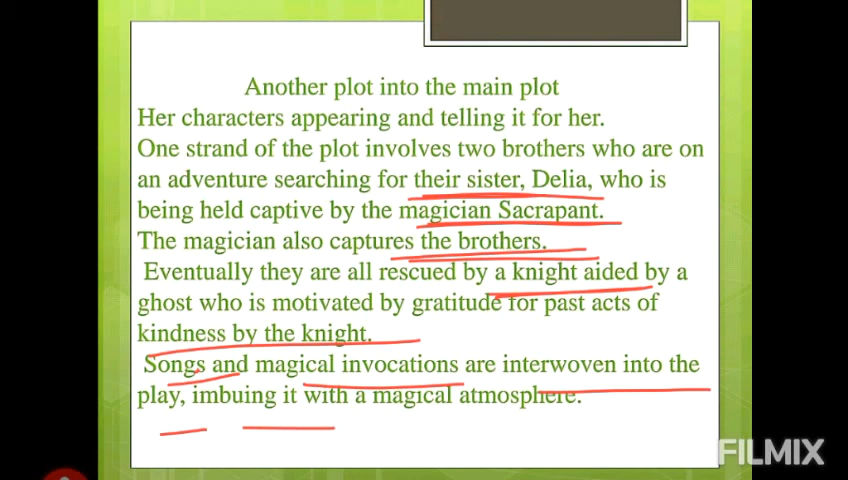 Another plot into the main plot
Her characters appearing and telling it for her.
One strand of the plot involves two brothers who are on
an adventure searching for their sister, Delia, who is
being held captive by the magician Sacrapant.
The magician also captures the brothers.
Eventually they are all rescued by a knight aided by a
ghost who is motivated by gratitude for past acts of
kindness by the knight.
Songs and magical invocations are interwoven into the
play, imbuing it with a magical atmosphere.
FILMIX